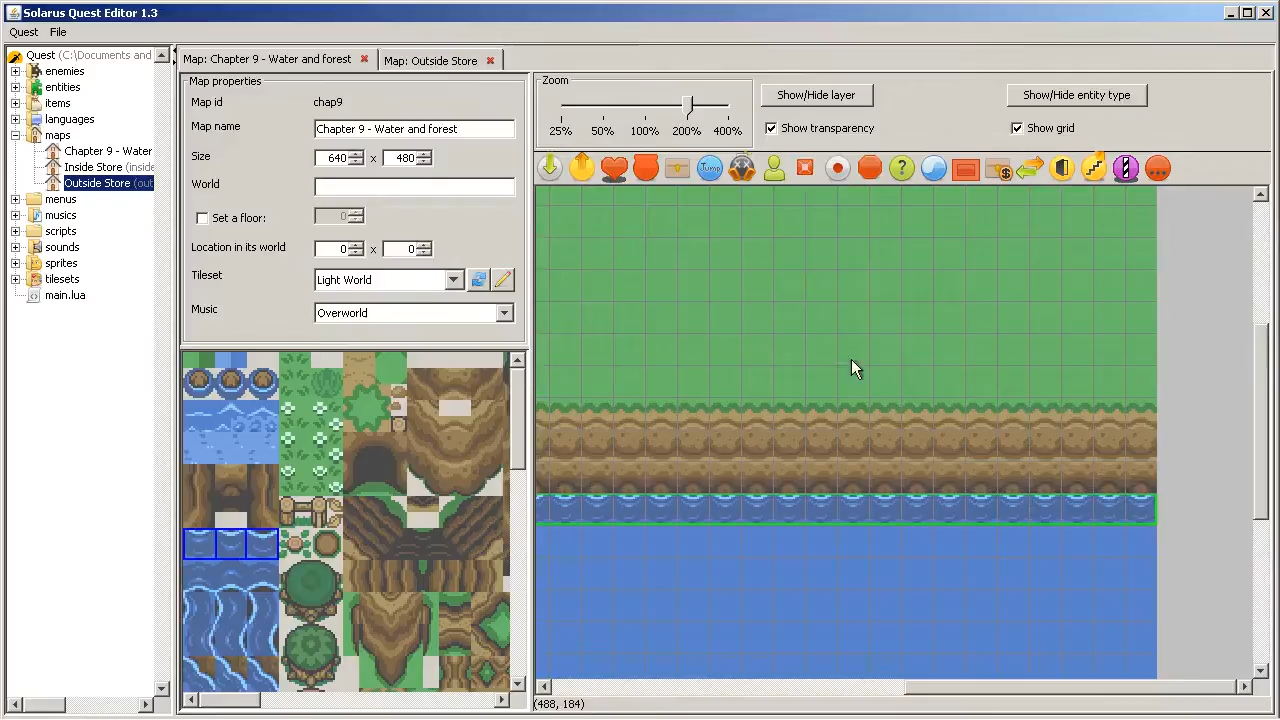 Solarus Quest Editor 1.3
Quest File
Quest (C:\Documents and
enemies
entities
items
languages
maps
Chapter 9 - Water
Inside Store (inside
Outside Store (out
menus
musics
scripts
sounds
sprites
tilesets
main.lua
Map: Chapter 9 - Water and forest
Map: Outside Store
Map properties
Map id chap9
Map name Chapter 9 - Water and forest
Size 640 x 480
World
Set a floor: 0
Location in its world 0 x 0
Tileset Light World
Music Overworld
Zoom
25% 50% 100% 200% 400%
Show/Hide layer
Show transparency
Show/Hide entity type
Show grid
Jump
?
$
(488, 184)